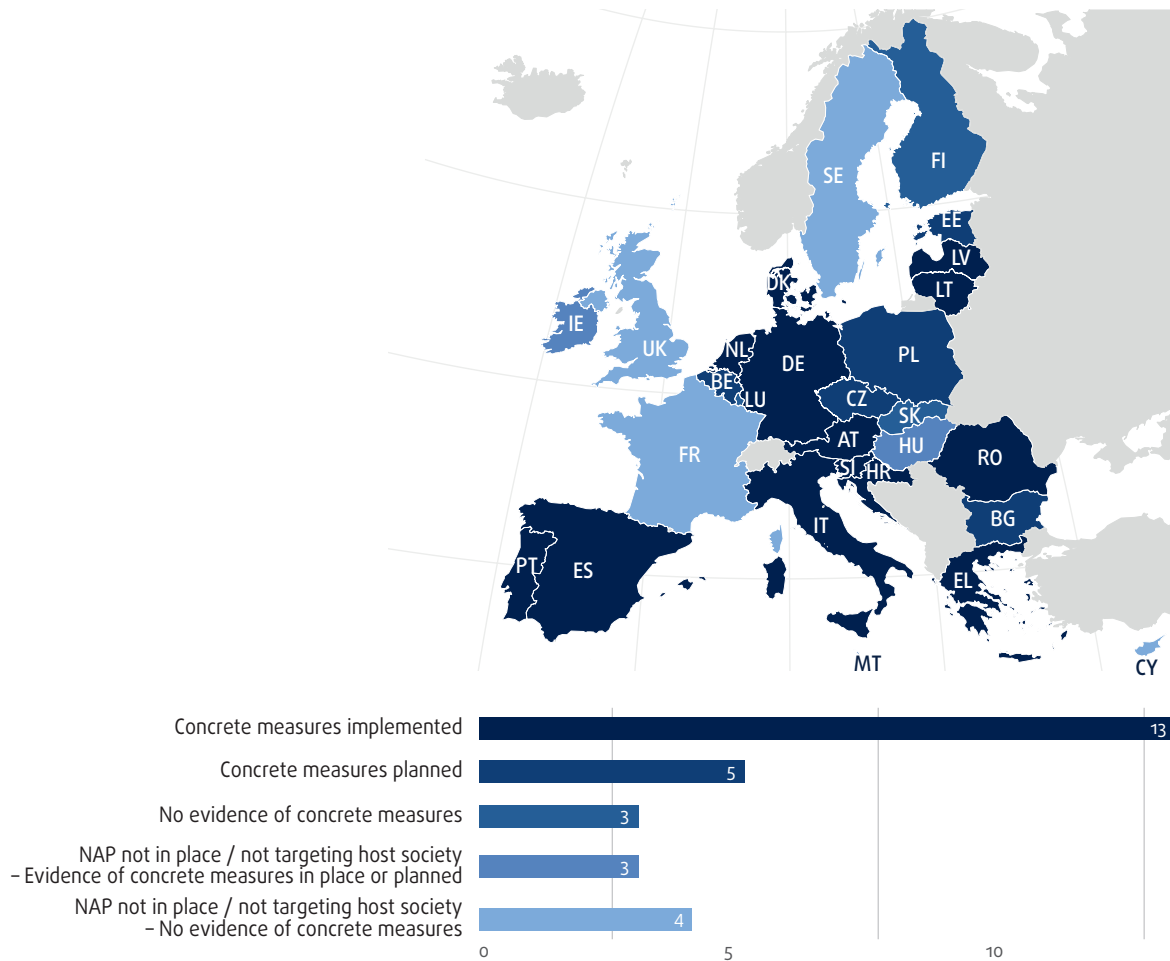 FI
SE
EE
LV
DK
LT
IE
UK
NL
DE
PL
BE
LU
CZ
SK
AT
HU
FR
SI
HR
RO
IT
BG
PT
ES
EL
MT
CY
Concrete measures implemented
13
Concrete measures planned
5
No evidence of concrete measures
3
NAP not in place / not targeting host society
– Evidence of concrete measures in place or planned
3
NAP not in place / not targeting host society
– No evidence of concrete measures
4
0 5 10